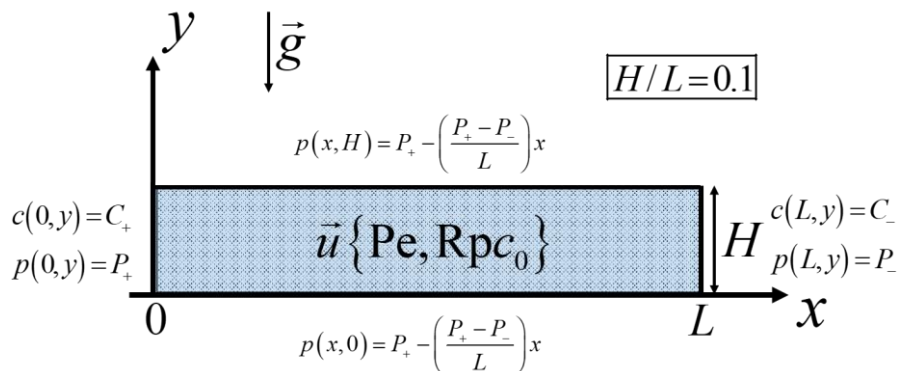 y
g⃗
H/L=0.1
p(x,H)=P₊−((P₊−P₋)/L)x
c(0,y)=C₊
p(0,y)=P₊
u⃗{Pe,Rpc₀}
H
c(L,y)=C₋
p(L,y)=P₋
0
L
x
p(x,0)=P₊−((P₊−P₋)/L)x